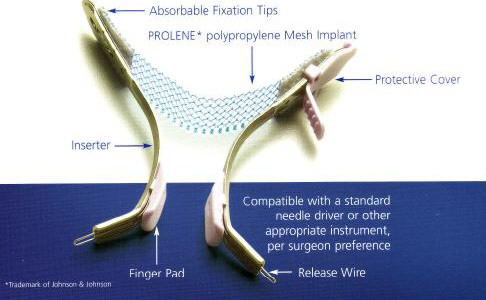 Absorbable Fixation Tips
PROLENE* polypropylene Mesh Implant
Protective Cover
Inserter
Compatible with a standard
needle driver or other
appropriate instrument,
per surgeon preference
Finger Pad
Release Wire
*Trademark of Johnson & Johnson